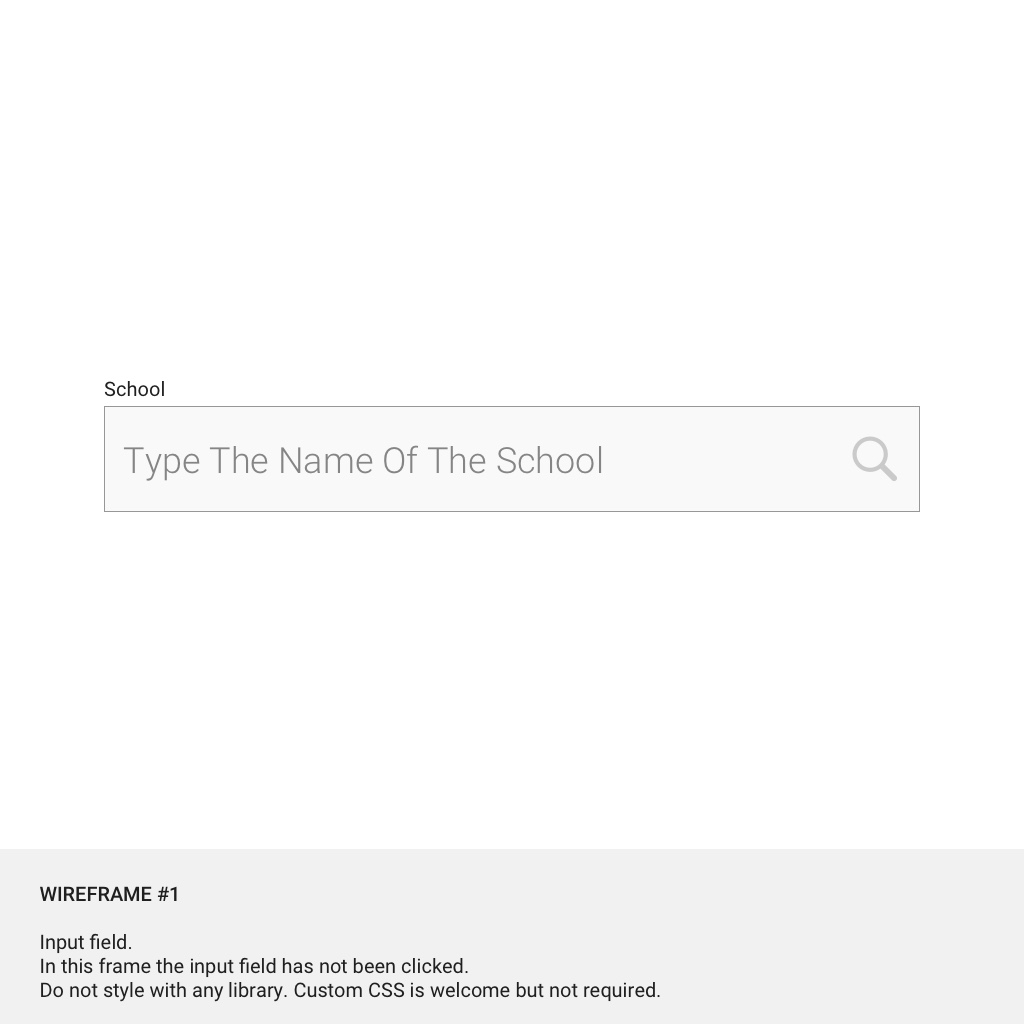 School
Type The Name Of The School
WIREFRAME #1
Input field.
In this frame the input field has not been clicked.
Do not style with any library. Custom CSS is welcome but not required.